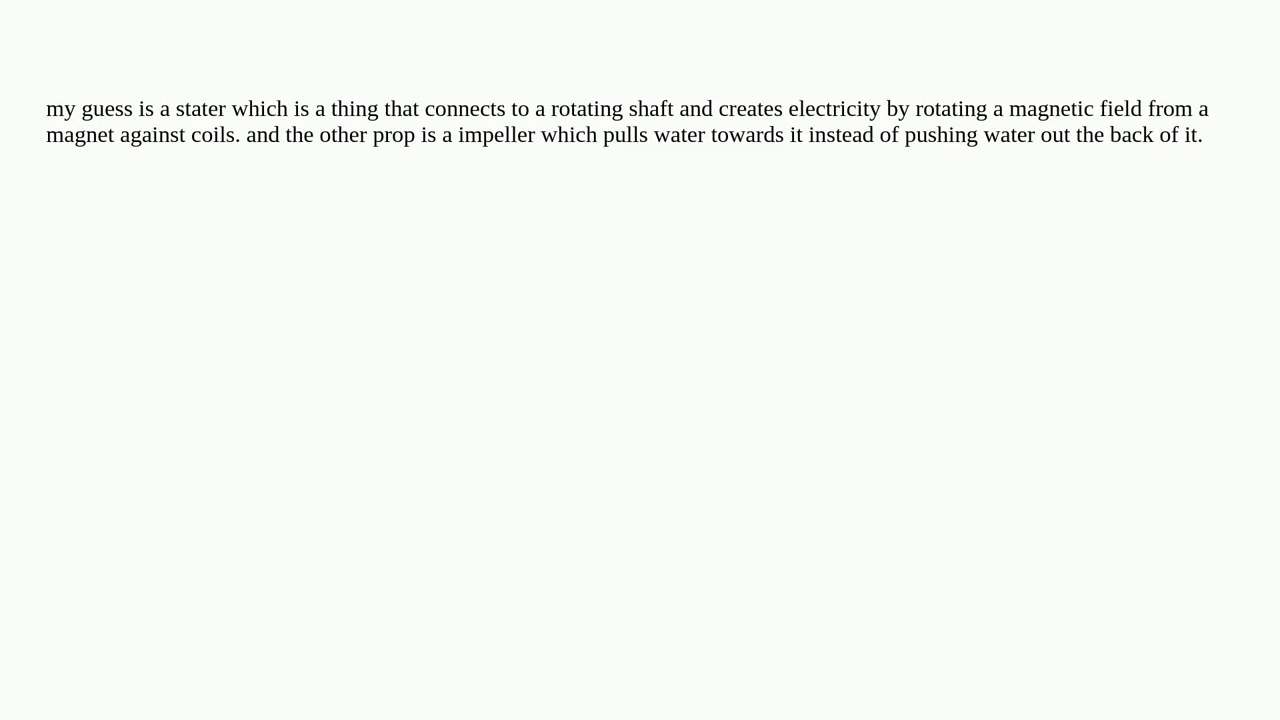 my guess is a stater which is a thing that connects to a rotating shaft and creates electricity by rotating a magnetic field from a
magnet against coils. and the other prop is a impeller which pulls water towards it instead of pushing water out the back of it.